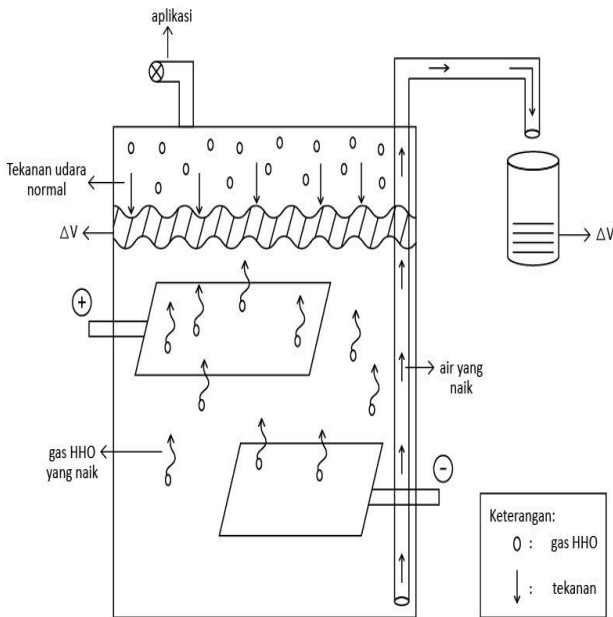 aplikasi
Tekanan udara
normal
ΔV
ΔV
+
air yang
naik
gas HHO
yang naik
−
Keterangan:
: gas HHO
: tekanan